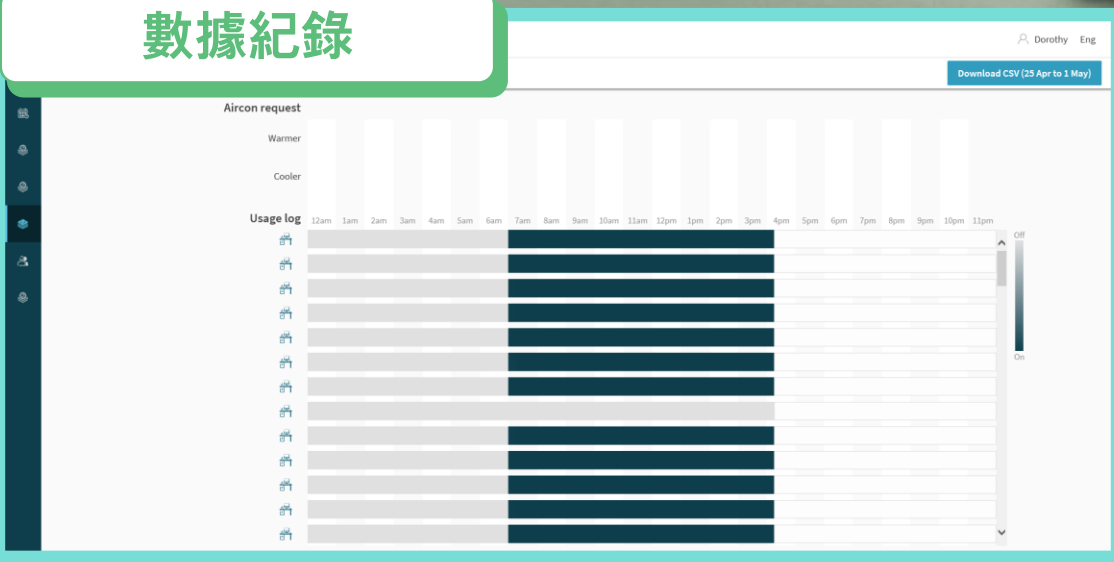 數據紀錄
Dorothy Eng
Download CSV (25 Apr to 1 May)
Aircon request
Warmer
Cooler
Usage log 12am 1am 2am 3am 4am 5am 6am 7am 8am 9am 10am 11am 12pm 1pm 2pm 3pm 4pm 5pm 6pm 7pm 8pm 9pm 10pm 11pm
Off
On